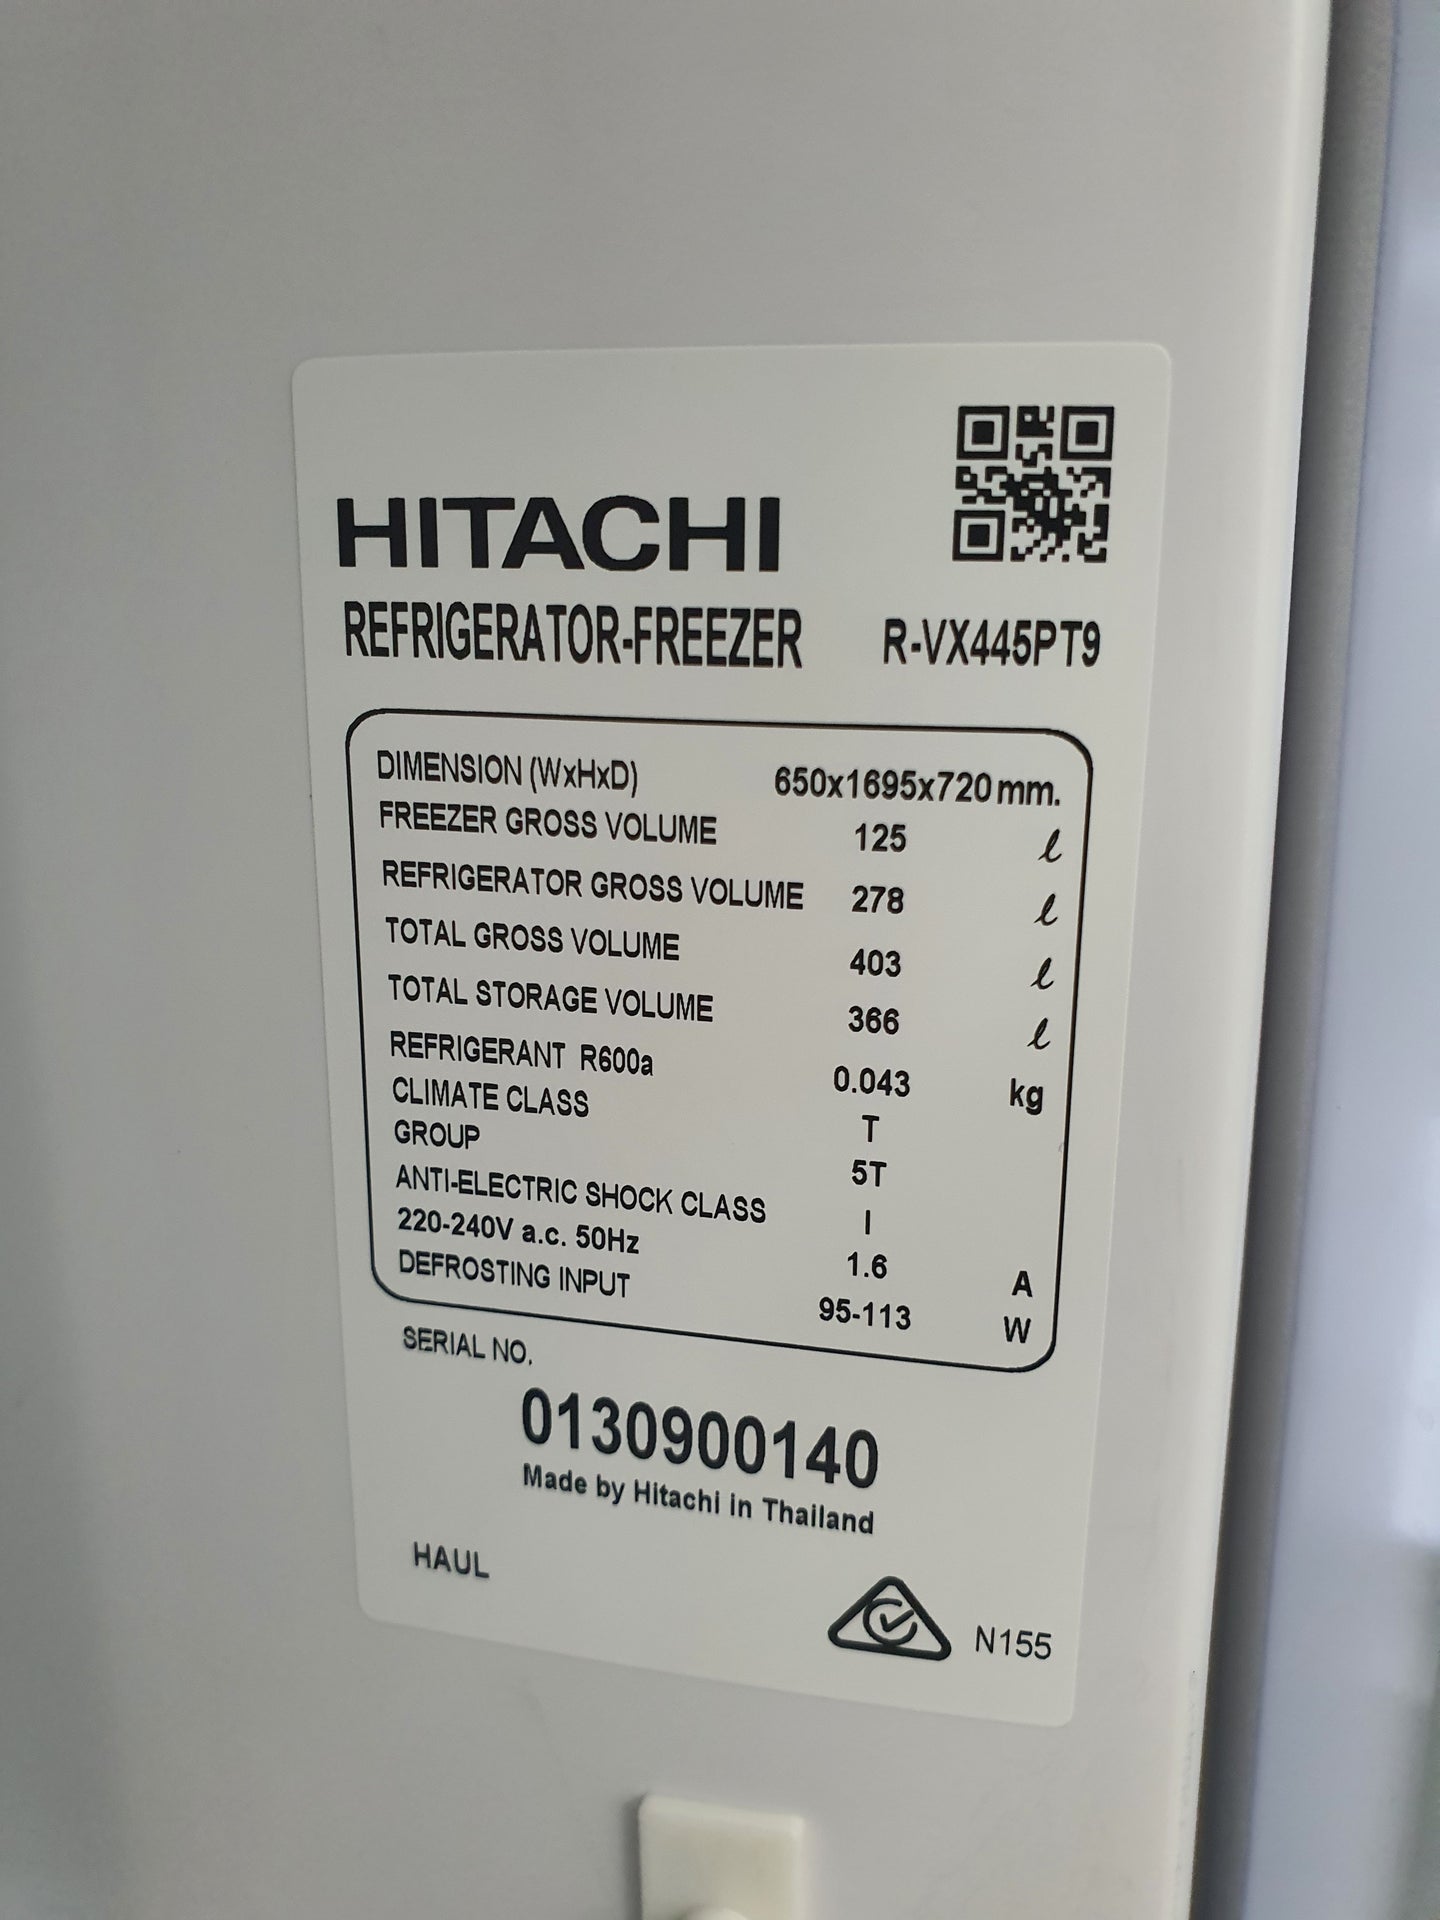 HITACHI
REFRIGERATOR-FREEZER R-VX445PT9
DIMENSION (WxHxD) 650x1695x720 mm.
FREEZER GROSS VOLUME 125 ℓ
REFRIGERATOR GROSS VOLUME 278 ℓ
TOTAL GROSS VOLUME 403 ℓ
TOTAL STORAGE VOLUME 366 ℓ
REFRIGERANT R600a 0.043 kg
CLIMATE CLASS T
GROUP 5T
ANTI-ELECTRIC SHOCK CLASS I
220-240V a.c. 50Hz 1.6 A
DEFROSTING INPUT 95-113 W
SERIAL NO.
0130900140
Made by Hitachi in Thailand
HAUL
N155